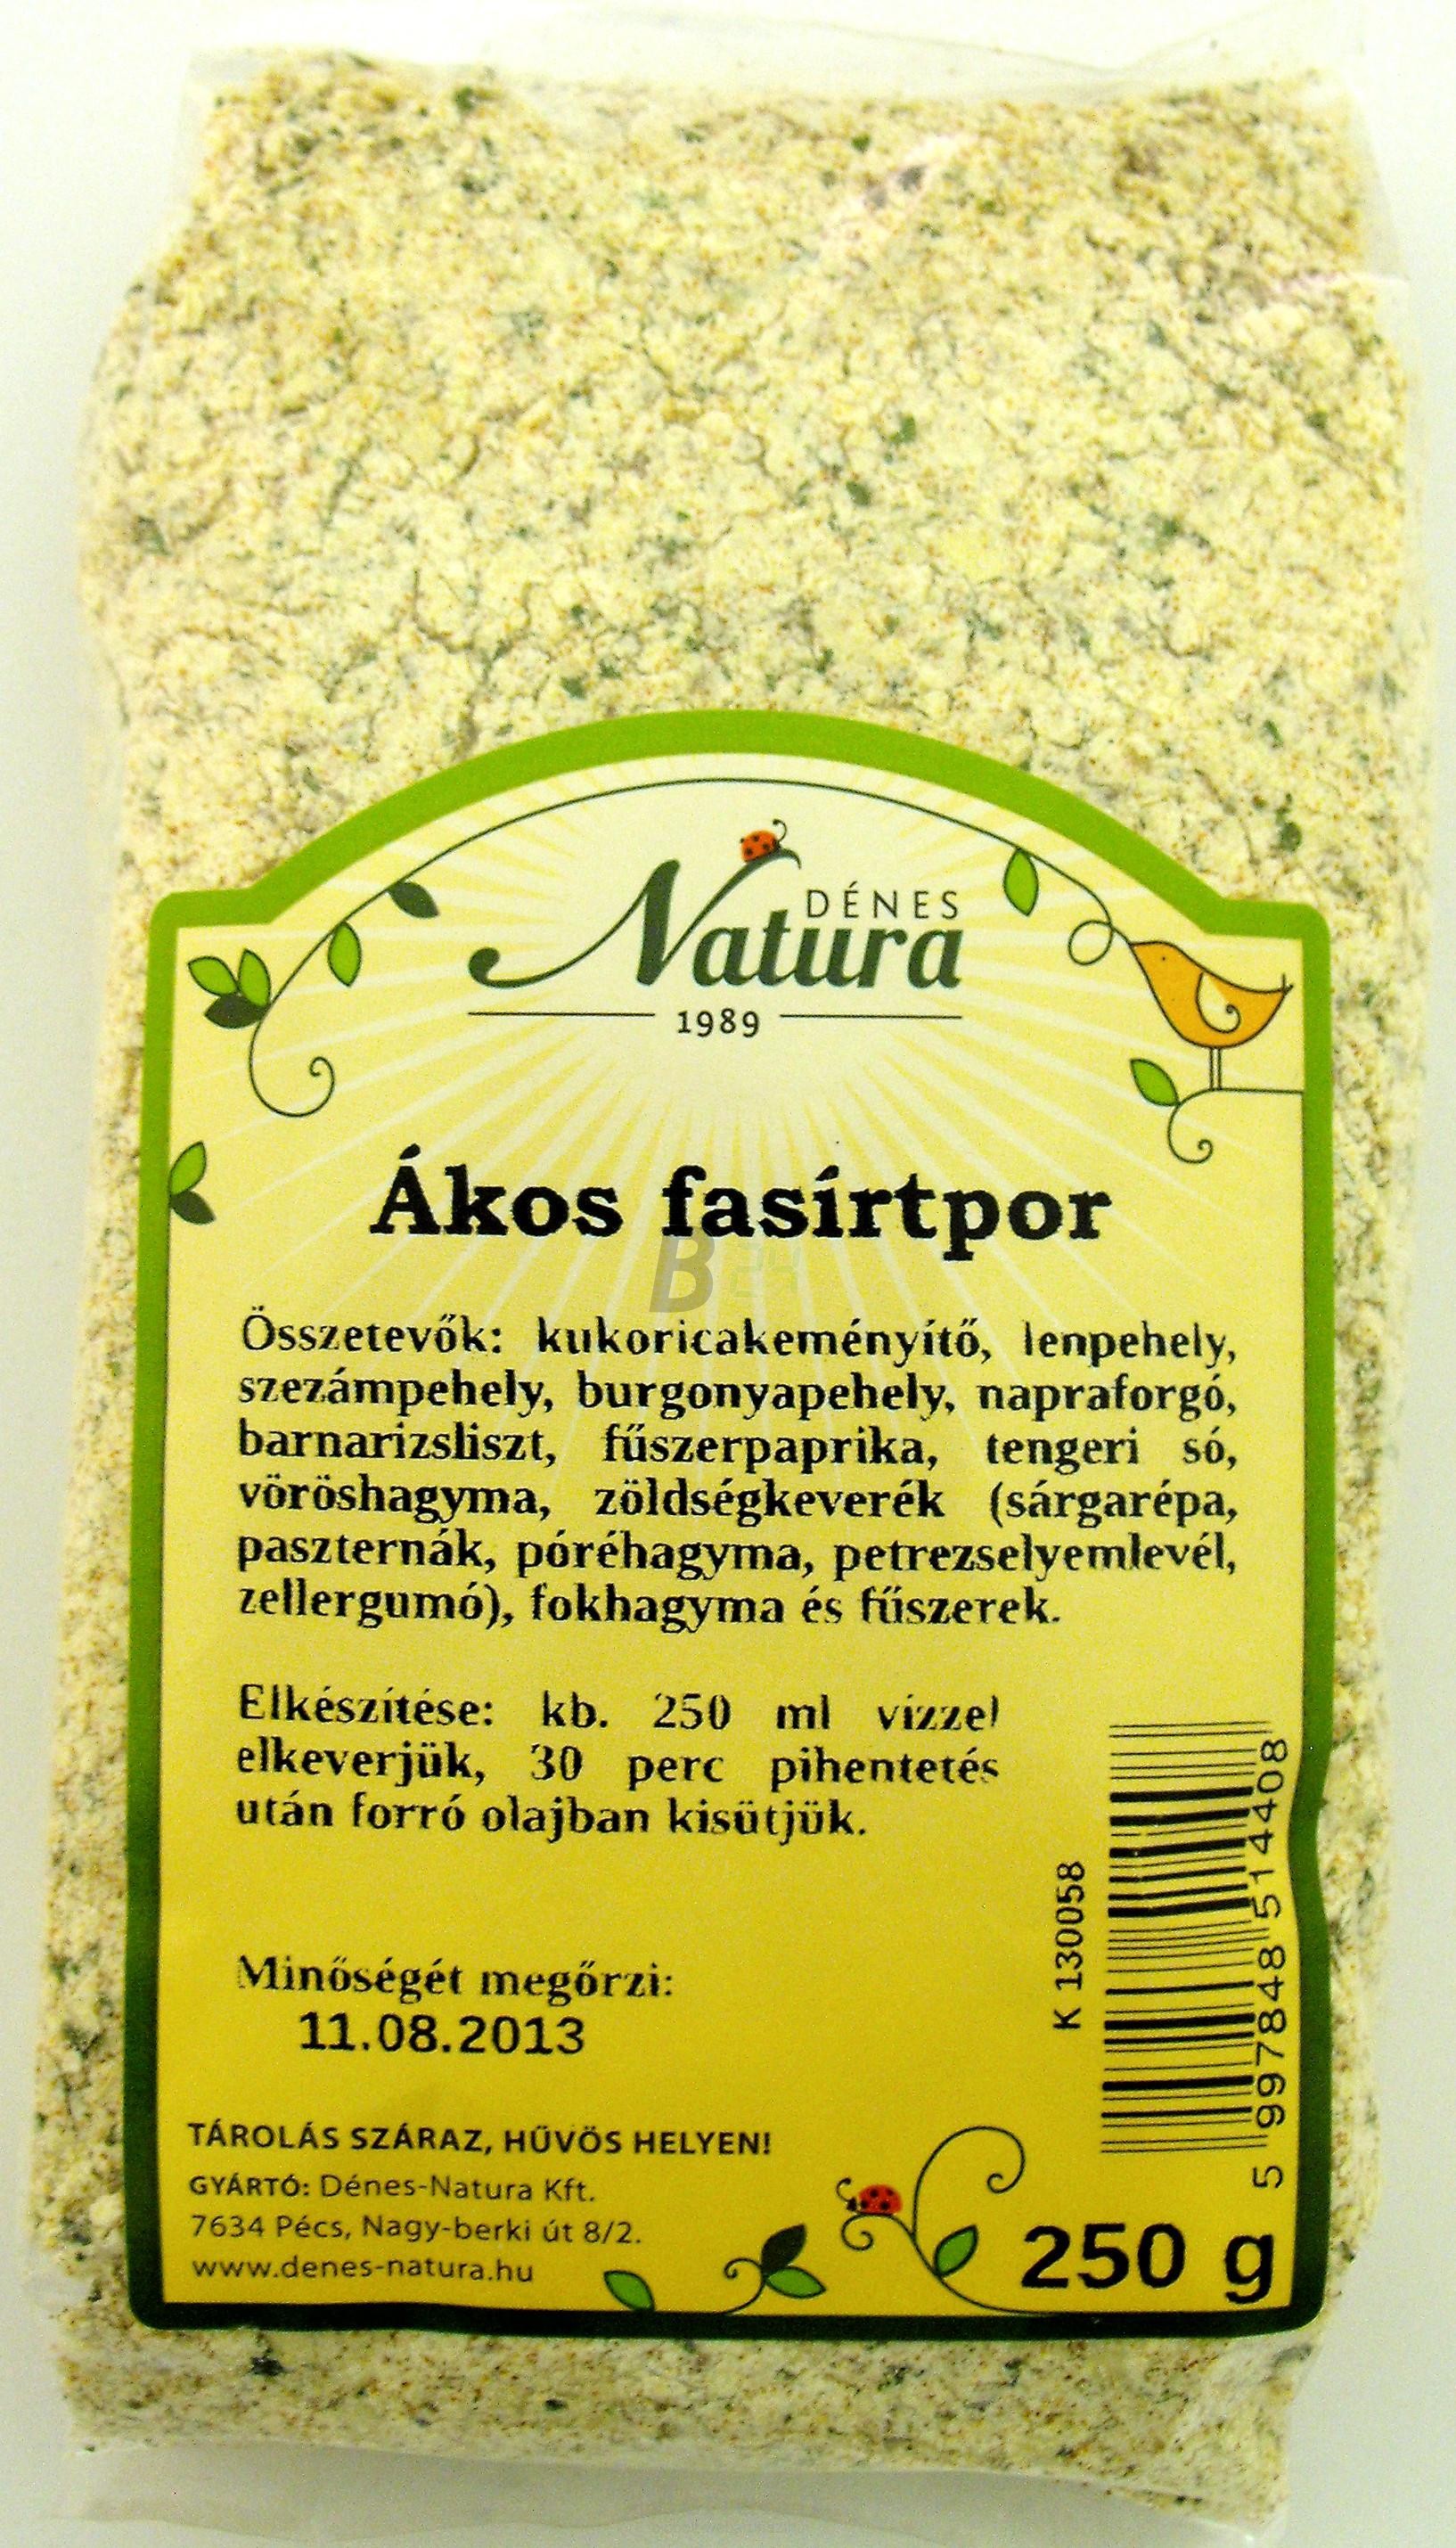 DÉNES
Natura
1989
Ákos fasírtpor
B 24
Összetevők: kukoricakeményítő, lenpehely,
szezámpehely, burgonyapehely, napraforgó,
barnarizsliszt, fűszerpaprika, tengeri só,
vöröshagyma, zöldségkeverék (sárgarépa,
paszternák, póréhagyma, petrezselyemlevél,
zellergumó), fokhagyma és fűszerek.
Elkészítése: kb. 250 ml vízzel
elkeverjük, 30 perc pihentetés
után forró olajban kisütjük.
Minőségét megőrzi:
11.08.2013
K 130058
5 997848 514408
TÁROLÁS SZÁRAZ, HŰVÖS HELYEN!
GYÁRTÓ: Dénes-Natura Kft.
7634 Pécs, Nagy-berki út 8/2.
www.denes-natura.hu
250 g